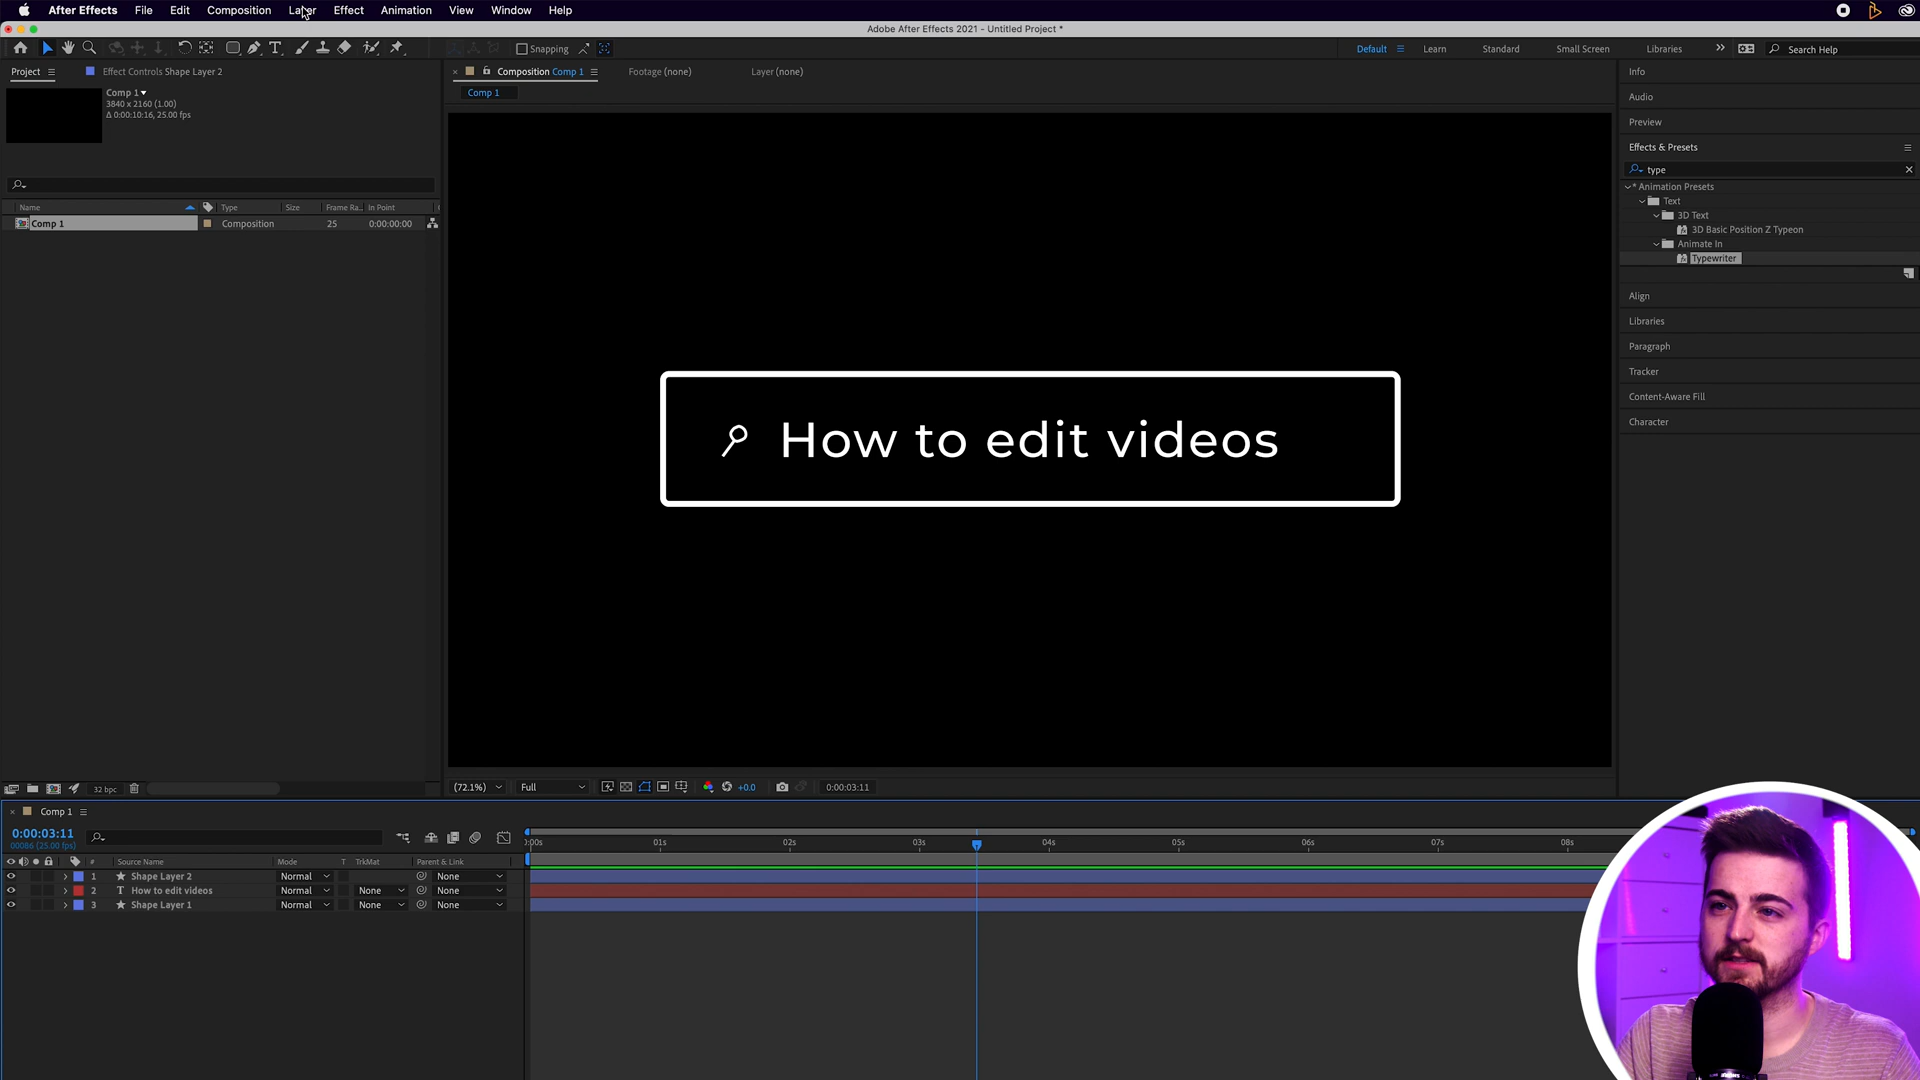 After Effects File Edit Composition Layer Effect Animation View Window Help
Adobe After Effects 2021 - Untitled Project *
Snapping
Default Learn Standard Small Screen Libraries Search Help
Project Effect Controls Shape Layer 2
Composition Comp 1 Footage (none) Layer (none)
Comp 1
Comp 1
3840 x 2160 (1.00)
Δ 0:00:10:16, 25.00 fps
Name Type Size Frame Ra... In Point
Comp 1 Composition 25 0:00:00:00
Info
Audio
Preview
Effects & Presets
type
* Animation Presets
Text
3D Text
3D Basic Position Z Typeon
Animate In
Typewriter
Align
Libraries
Paragraph
Tracker
Content-Aware Fill
Character
How to edit videos
32 bpc
(72.1%) Full +0.0 0:00:03:11
Comp 1
0:00:03:11
00086 (25.00 fps)
:00s 01s 02s 03s 04s 05s 06s 07s 08s
# Source Name Mode T TrkMat Parent & Link
1 Shape Layer 2 Normal None
2 T How to edit videos Normal None None
3 Shape Layer 1 Normal None None